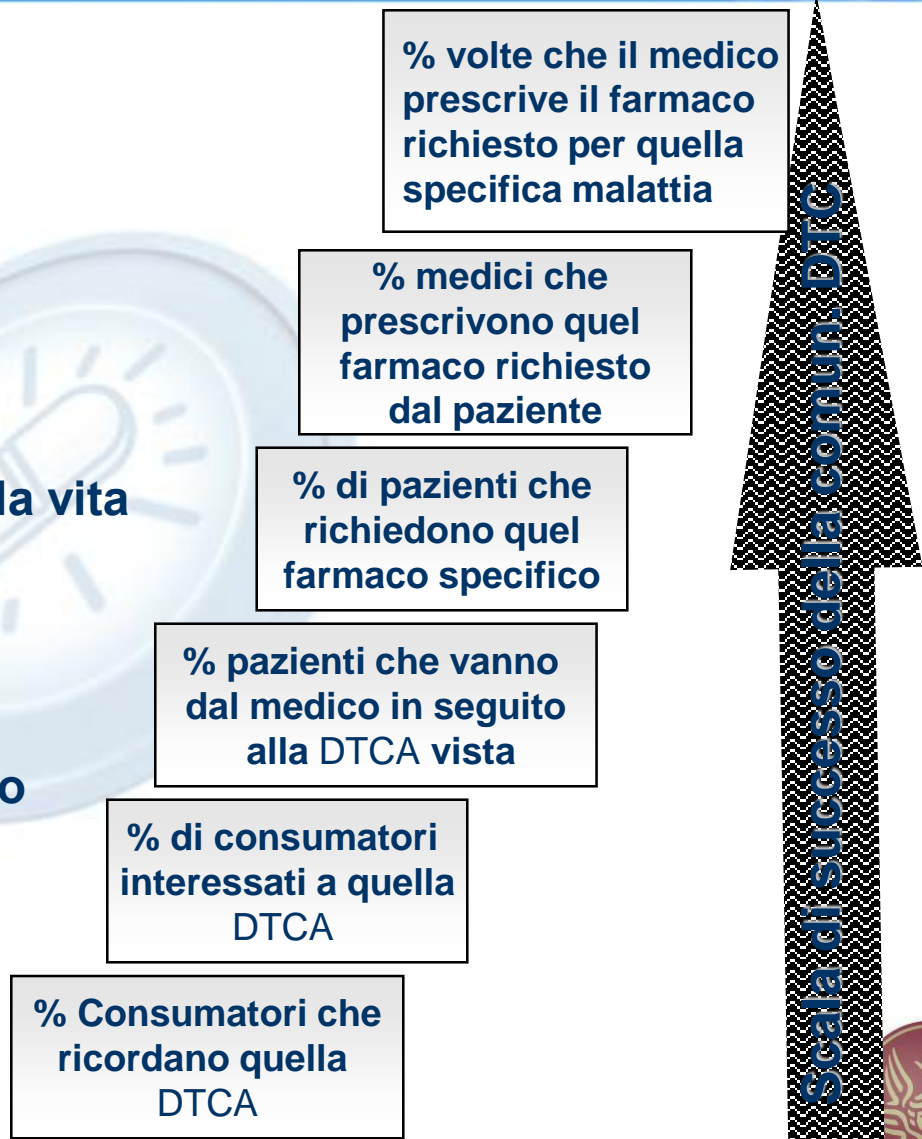 % volte che il medico
prescrive il farmaco
richiesto per quella
specifica malattia
% medici che
prescrivono quel
farmaco richiesto
dal paziente
la vita
% di pazienti che
richiedono quel
farmaco specifico
% pazienti che vanno
dal medico in seguito
alla DTCA vista
o
% di consumatori
interessati a quella
DTCA
% Consumatori che
ricordano quella
DTCA
Scala di successo della comun. DTC